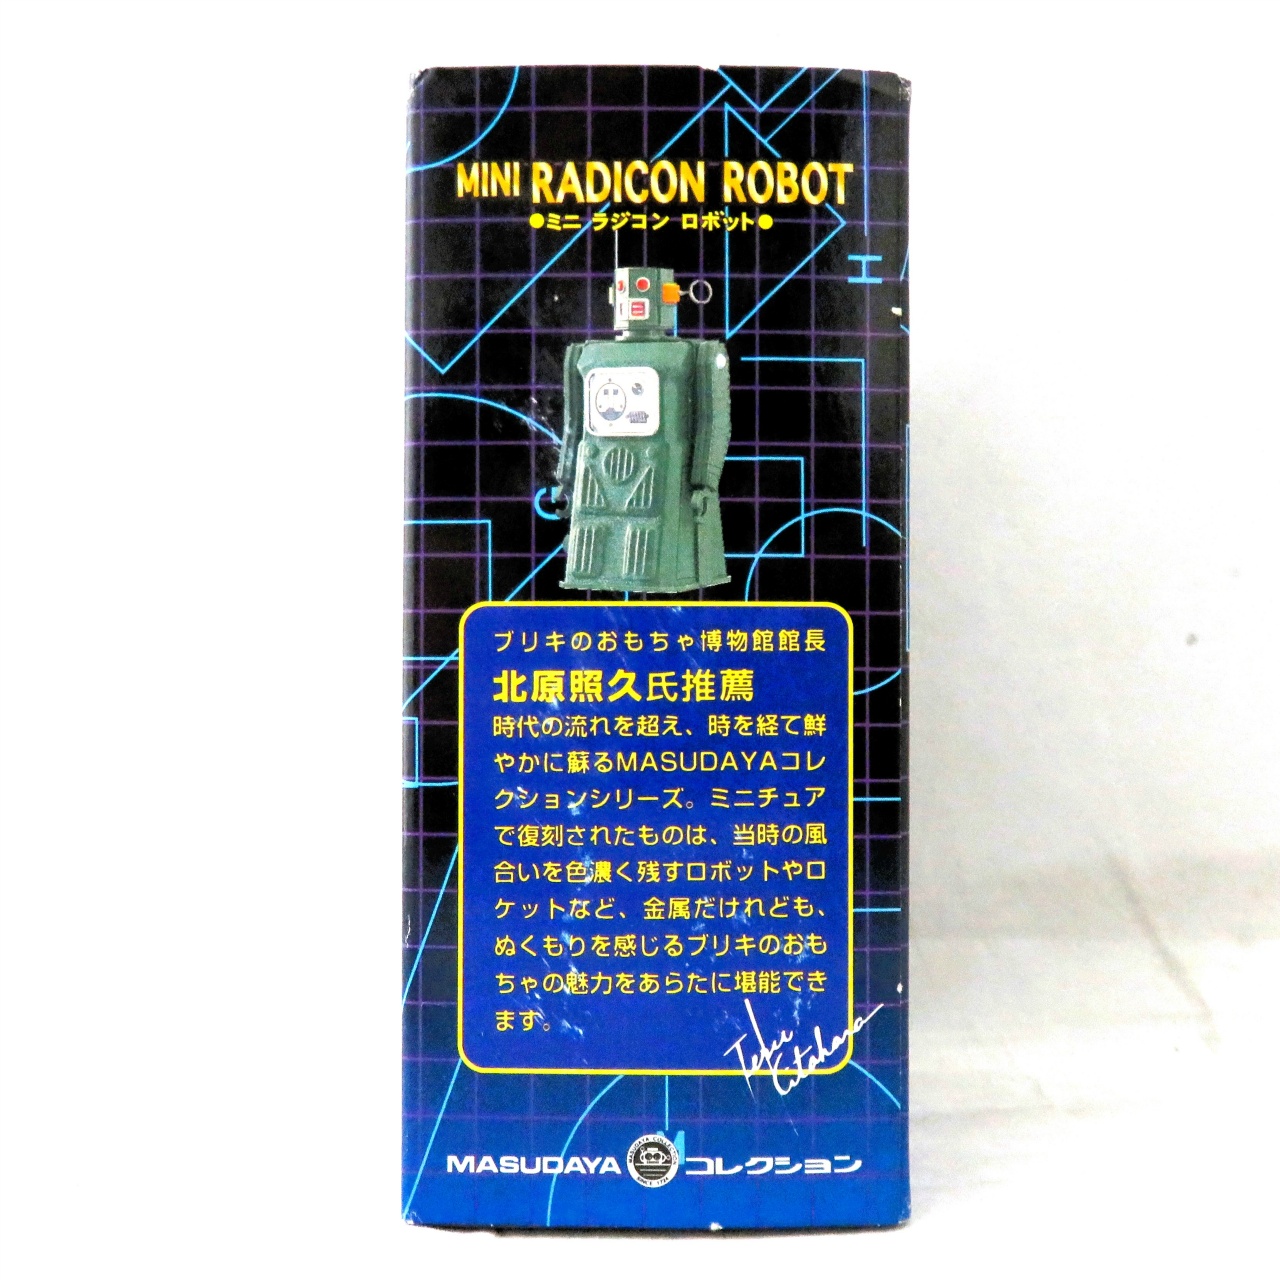 MINI RADICON ROBOT
●ミニ ラジコン ロボット●
H
ブリキのおもちゃ博物館館長
北原照久氏推薦
時代の流れを超え、時を経て鮮
やかに蘇るMASUDAYAコレ
クションシリーズ。ミニチュア
で復刻されたものは、当時の風
合いを色濃く残すロボットやロ
ケットなど、金属だけれども、
ぬくもりを感じるブリキのおも
ちゃの魅力をあらたに堪能でき
ます。
Teru Kitahara
M
MASUDAYA コレクション